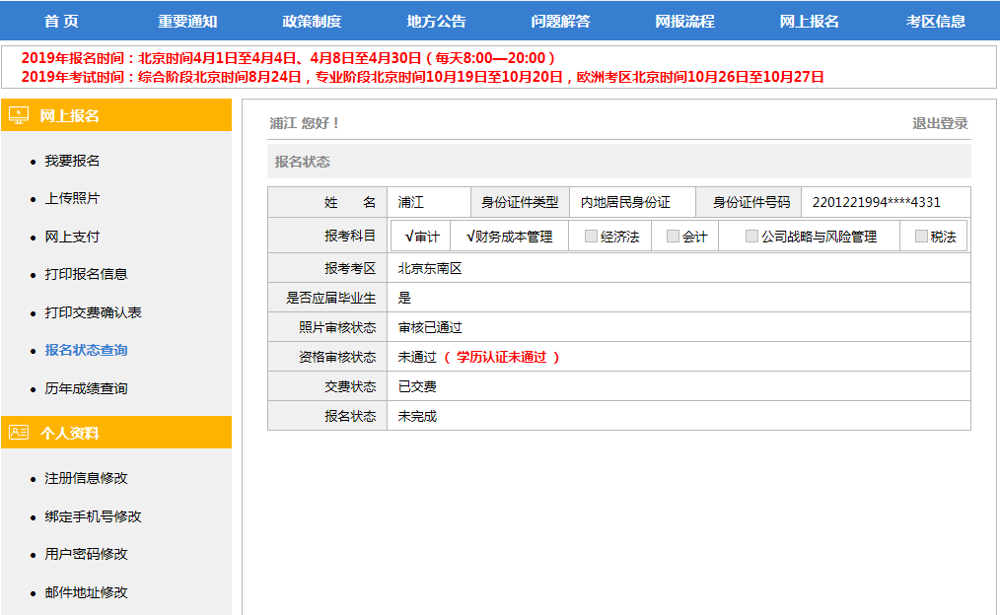 首 页 重要通知 政策制度 地方公告 问题解答 网报流程 网上报名 考区信息
2019年报名时间：北京时间4月1日至4月4日、4月8日至4月30日（每天8:00—20:00）
2019年考试时间：综合阶段北京时间8月24日，专业阶段北京时间10月19日至10月20日，欧洲考区北京时间10月26日至10月27日
网上报名
我要报名
上传照片
网上支付
打印报名信息
打印交费确认表
报名状态查询
历年成绩查询
个人资料
注册信息修改
绑定手机号修改
用户密码修改
邮件地址修改
浦江 您好！ 退出登录
报名状态
姓 名 浦江 身份证件类型 内地居民身份证 身份证件号码 2201221994****4331
报考科目 √审计 √财务成本管理 经济法 会计 公司战略与风险管理 税法
报考考区 北京东南区
是否应届毕业生 是
照片审核状态 审核已通过
资格审核状态 未通过（ 学历认证未通过 ）
交费状态 已交费
报名状态 未完成